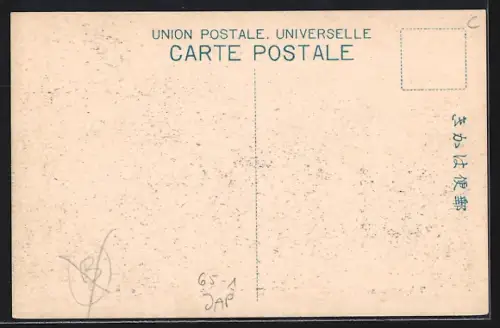 UNION POSTALE. UNIVERSELLE
CARTE POSTALE
きかは便郵
65-1
JAP
B
C